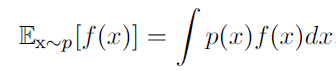 𝔼ₓ∼ₚ[f(x)] = ∫ p(x)f(x)dx